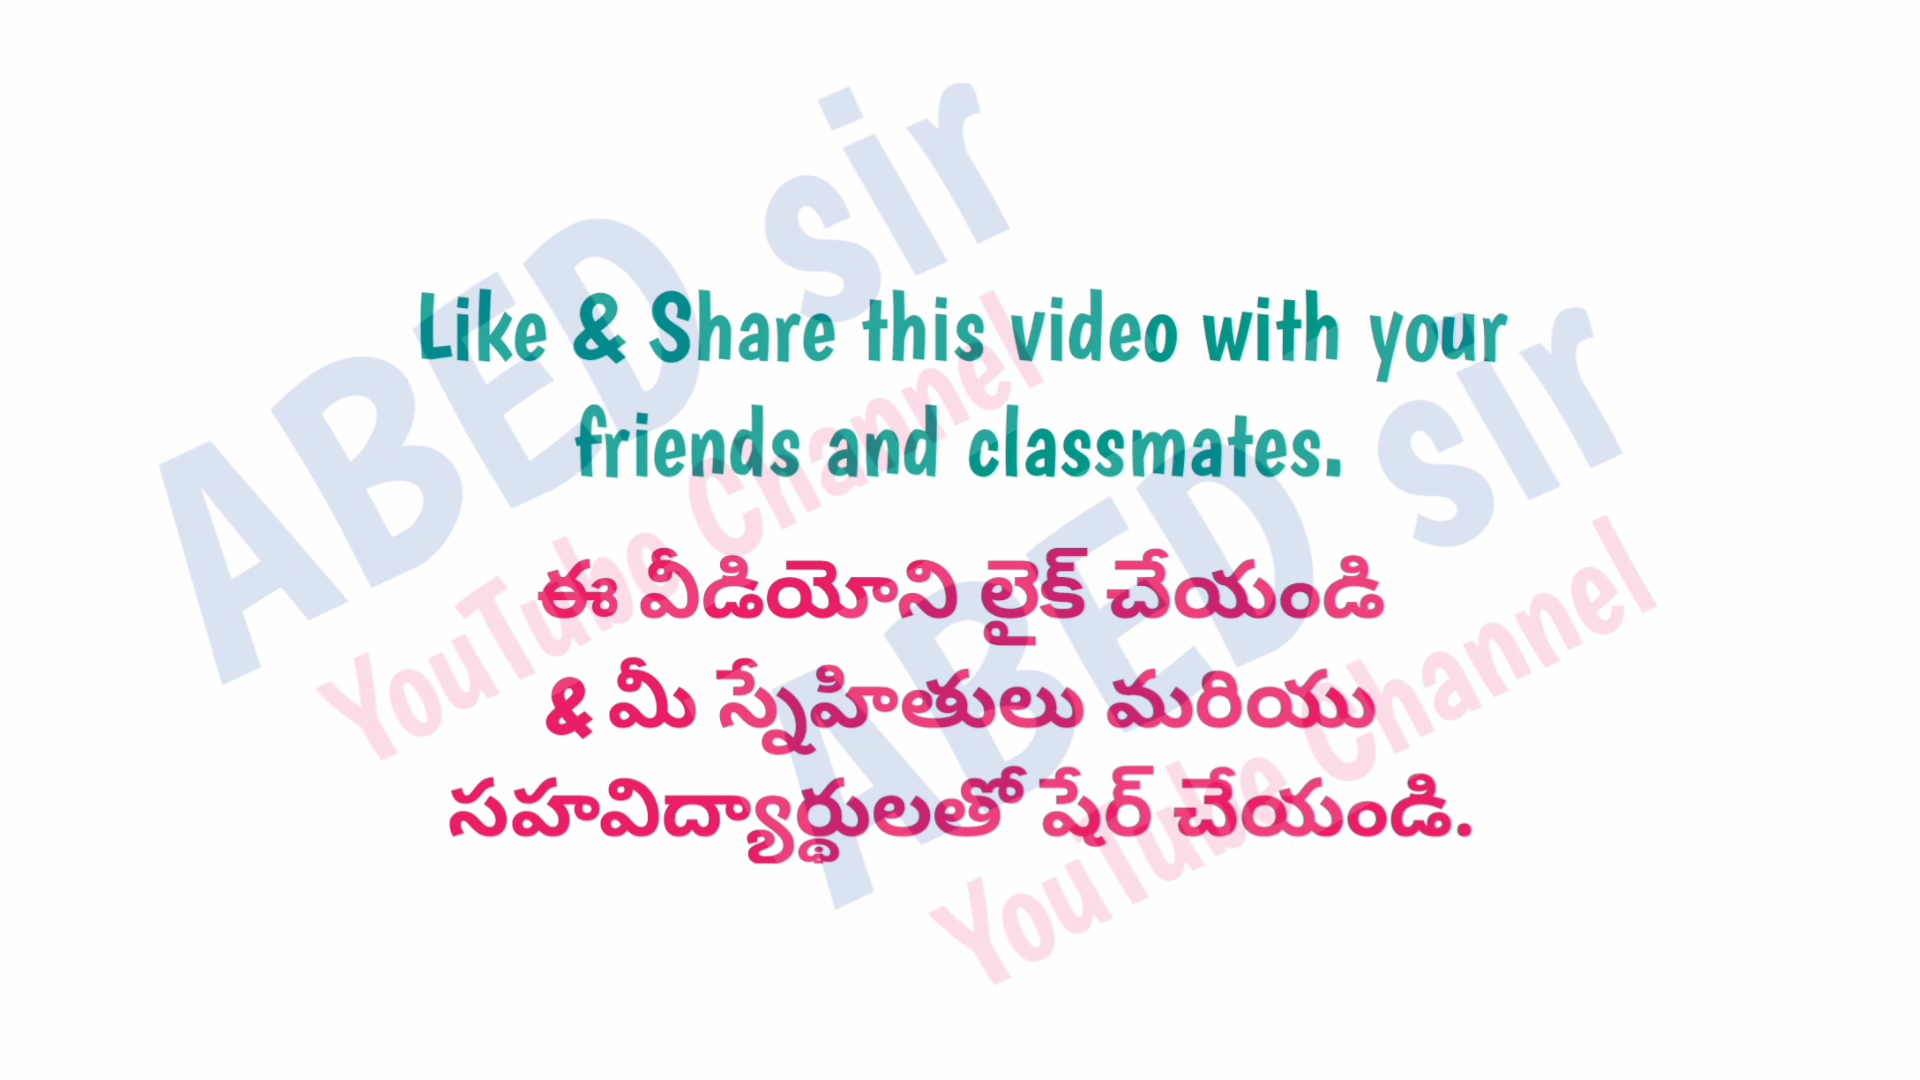 Like & Share this video with your
friends and classmates.
ఈ వీడియోని లైక్ చేయండి
& మీ స్నేహితులు మరియు
సహవిద్యార్థులతో షేర్ చేయండి.
ABED sir
YouTube Channel
ABED sir
YouTube Channel